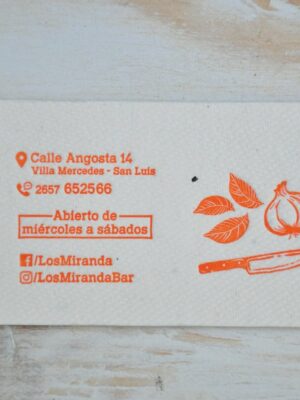 Calle Angosta 14
Villa Mercedes - San Luis
2657 652566
Abierto de
miércoles a sábados
/LosMiranda
/LosMirandaBar